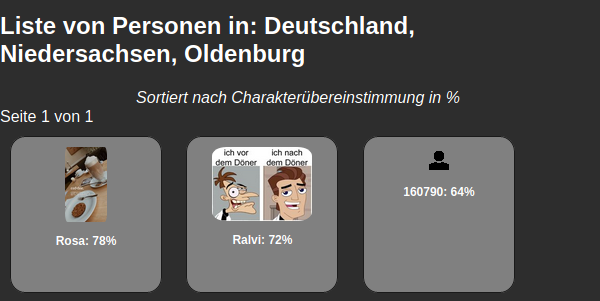 Liste von Personen in: Deutschland,
Niedersachsen, Oldenburg
Sortiert nach Charakterübereinstimmung in %
Seite 1 von 1
ich vor
dem Döner
ich nach
dem Döner
Rosa: 78%
Ralvi: 72%
160790: 64%